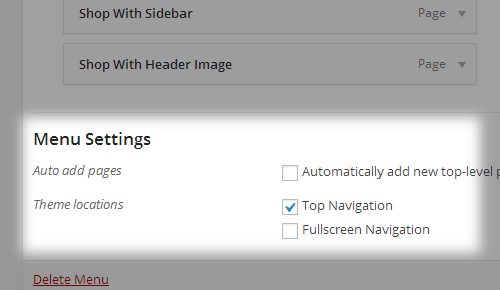 Shop With Sidebar Page
Shop With Header Image Page
Menu Settings
Auto add pages Automatically add new top-level p
Theme locations Top Navigation
Fullscreen Navigation
Delete Menu